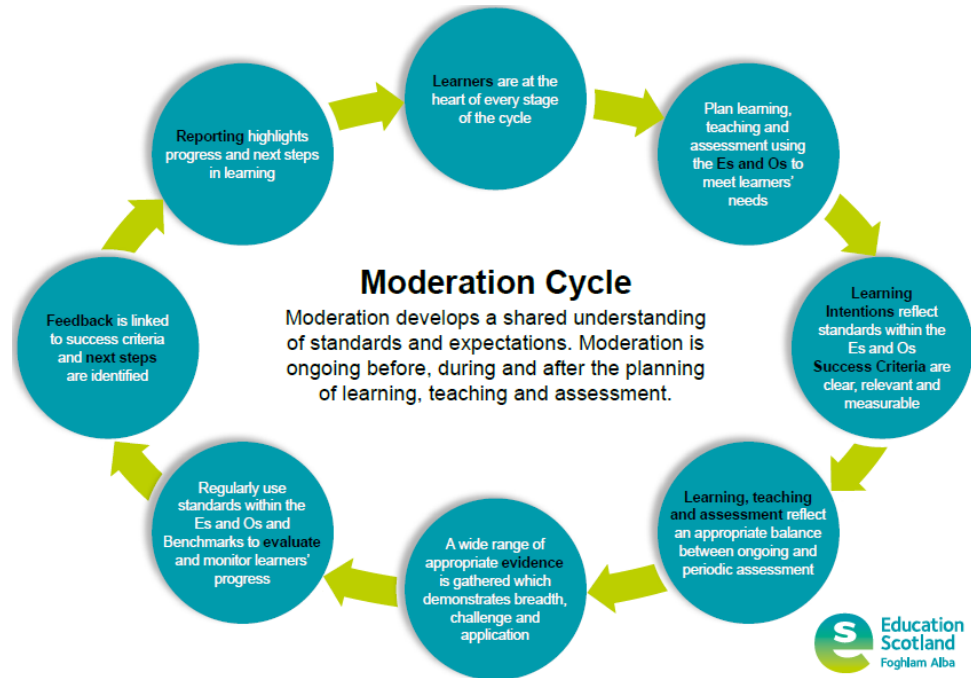 Learners are at the
heart of every stage
of the cycle
Plan learning,
teaching and
assessment using
the Es and Os to
meet learners'
needs
Learning
Intentions reflect
standards within the
Es and Os
Success Criteria are
clear, relevant and
measurable
Learning, teaching
and assessment reflect
an appropriate balance
between ongoing and
periodic assessment
A wide range of
appropriate evidence
is gathered which
demonstrates breadth,
challenge and
application
Regularly use
standards within the
Es and Os and
Benchmarks to evaluate
and monitor learners'
progress
Feedback is linked
to success criteria
and next steps
are identified
Reporting highlights
progress and next steps
in learning
Moderation Cycle
Moderation develops a shared understanding
of standards and expectations. Moderation is
ongoing before, during and after the planning
of learning, teaching and assessment.
Education
Scotland
Foghlam Alba